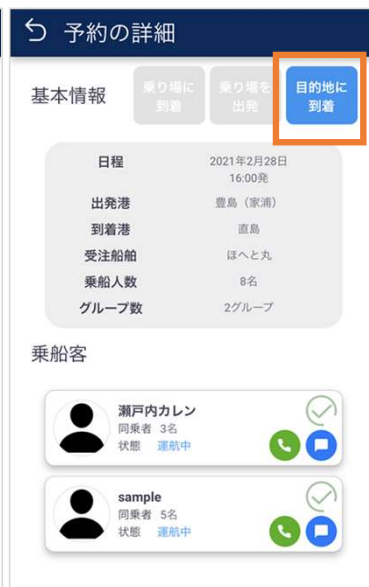 予約の詳細
基本情報
乗り場に
到着
乗り場を
出発
目的地に
到着
日程 2021年2月28日
16:00発
出発港 豊島（家浦）
到着港 直島
受注船舶 ほへと丸
乗船人数 8名
グループ数 2グループ
乗船客
瀬戸内カレン
同乗者 3名
状態 運航中
sample
同乗者 5名
状態 運航中